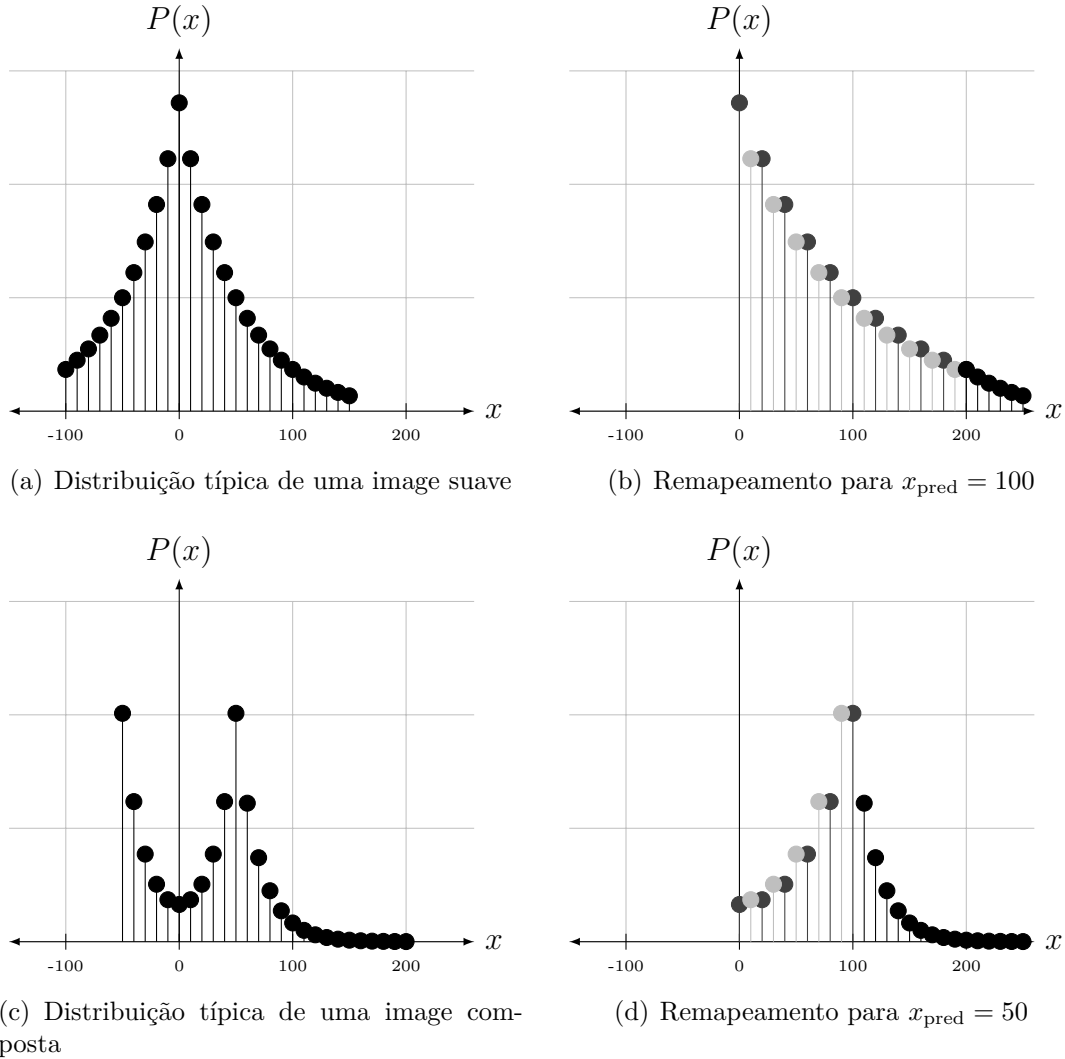 P(x)
P(x)
x
x
-100 0 100 200
-100 0 100 200
(a) Distribuição típica de uma image suave
(b) Remapeamento para x_pred = 100
P(x)
P(x)
x
x
-100 0 100 200
-100 0 100 200
(c) Distribuição típica de uma image com-
posta
(d) Remapeamento para x_pred = 50